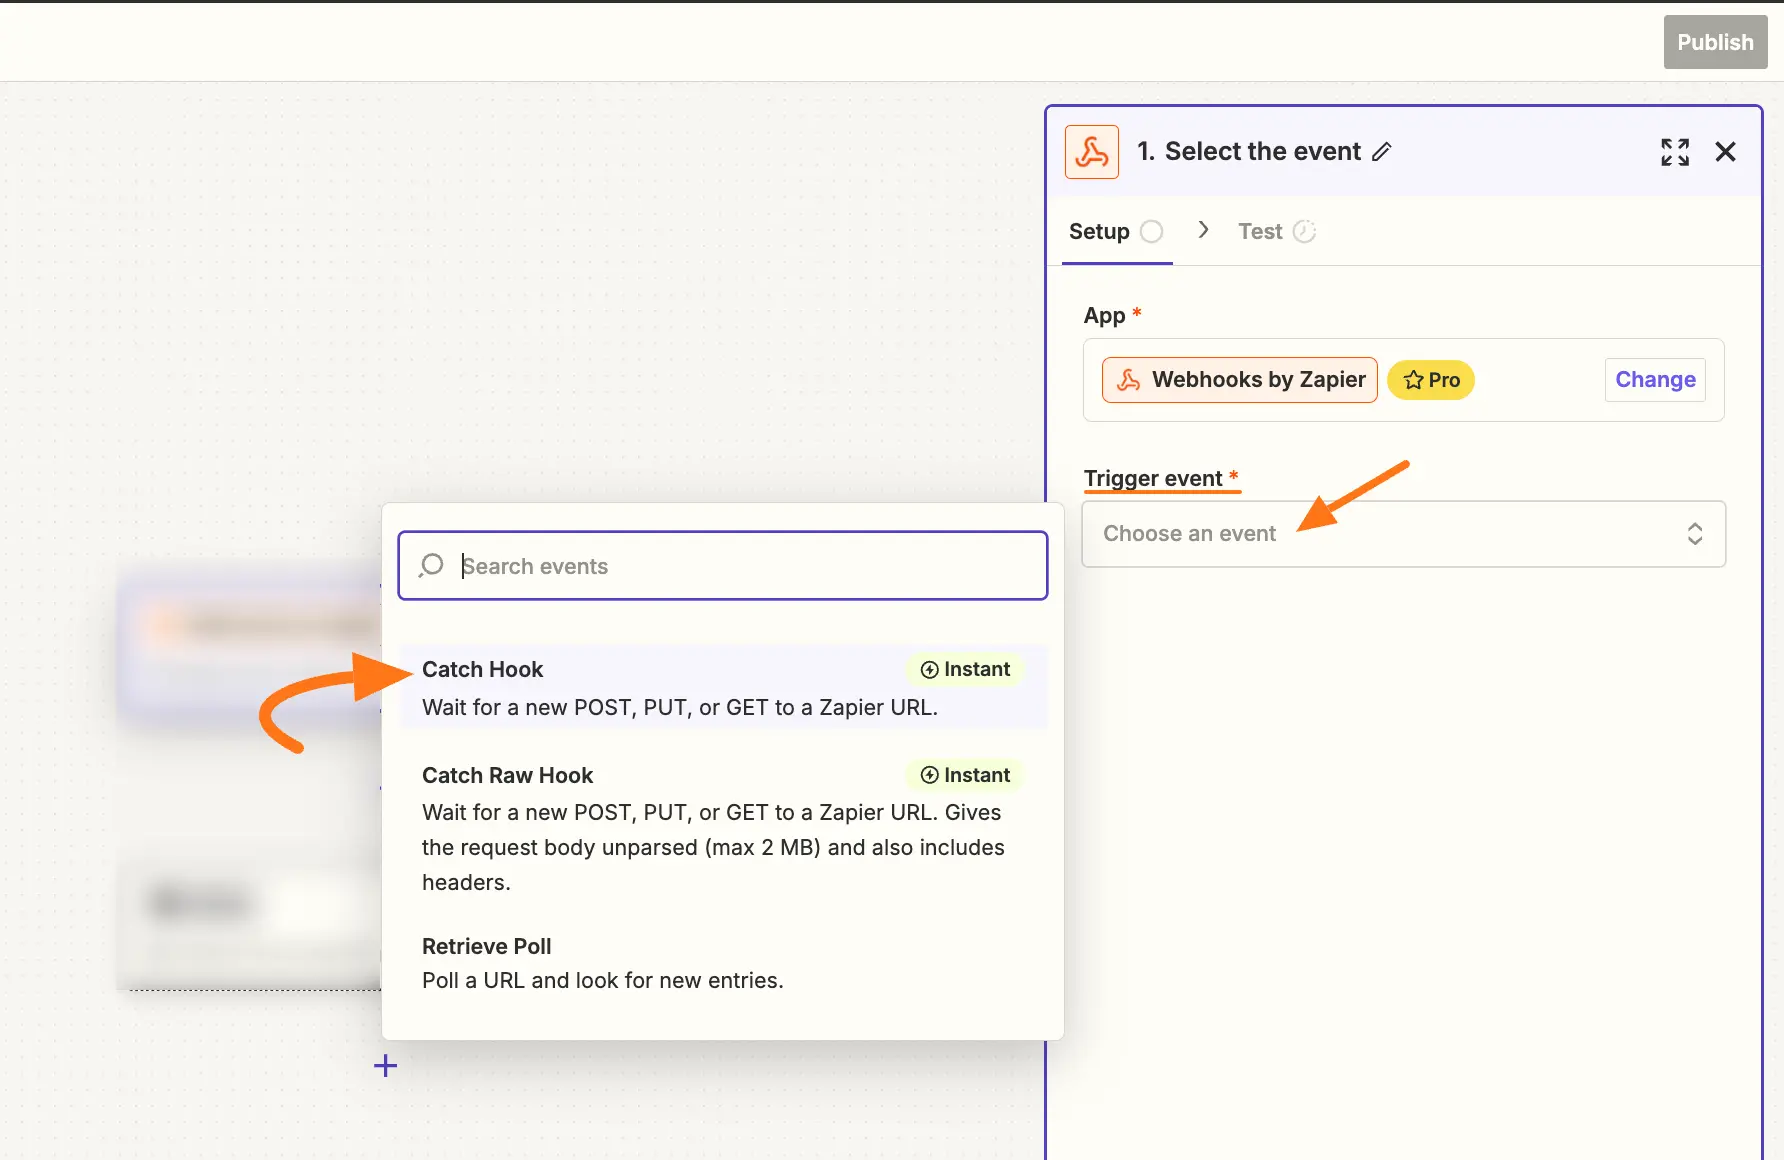 Publish
1. Select the event
Setup
Test
App *
Webhooks by Zapier
Pro
Change
Trigger event *
Choose an event
Search events
Catch Hook
Instant
Wait for a new POST, PUT, or GET to a Zapier URL.
Catch Raw Hook
Instant
Wait for a new POST, PUT, or GET to a Zapier URL. Gives
the request body unparsed (max 2 MB) and also includes
headers.
Retrieve Poll
Poll a URL and look for new entries.